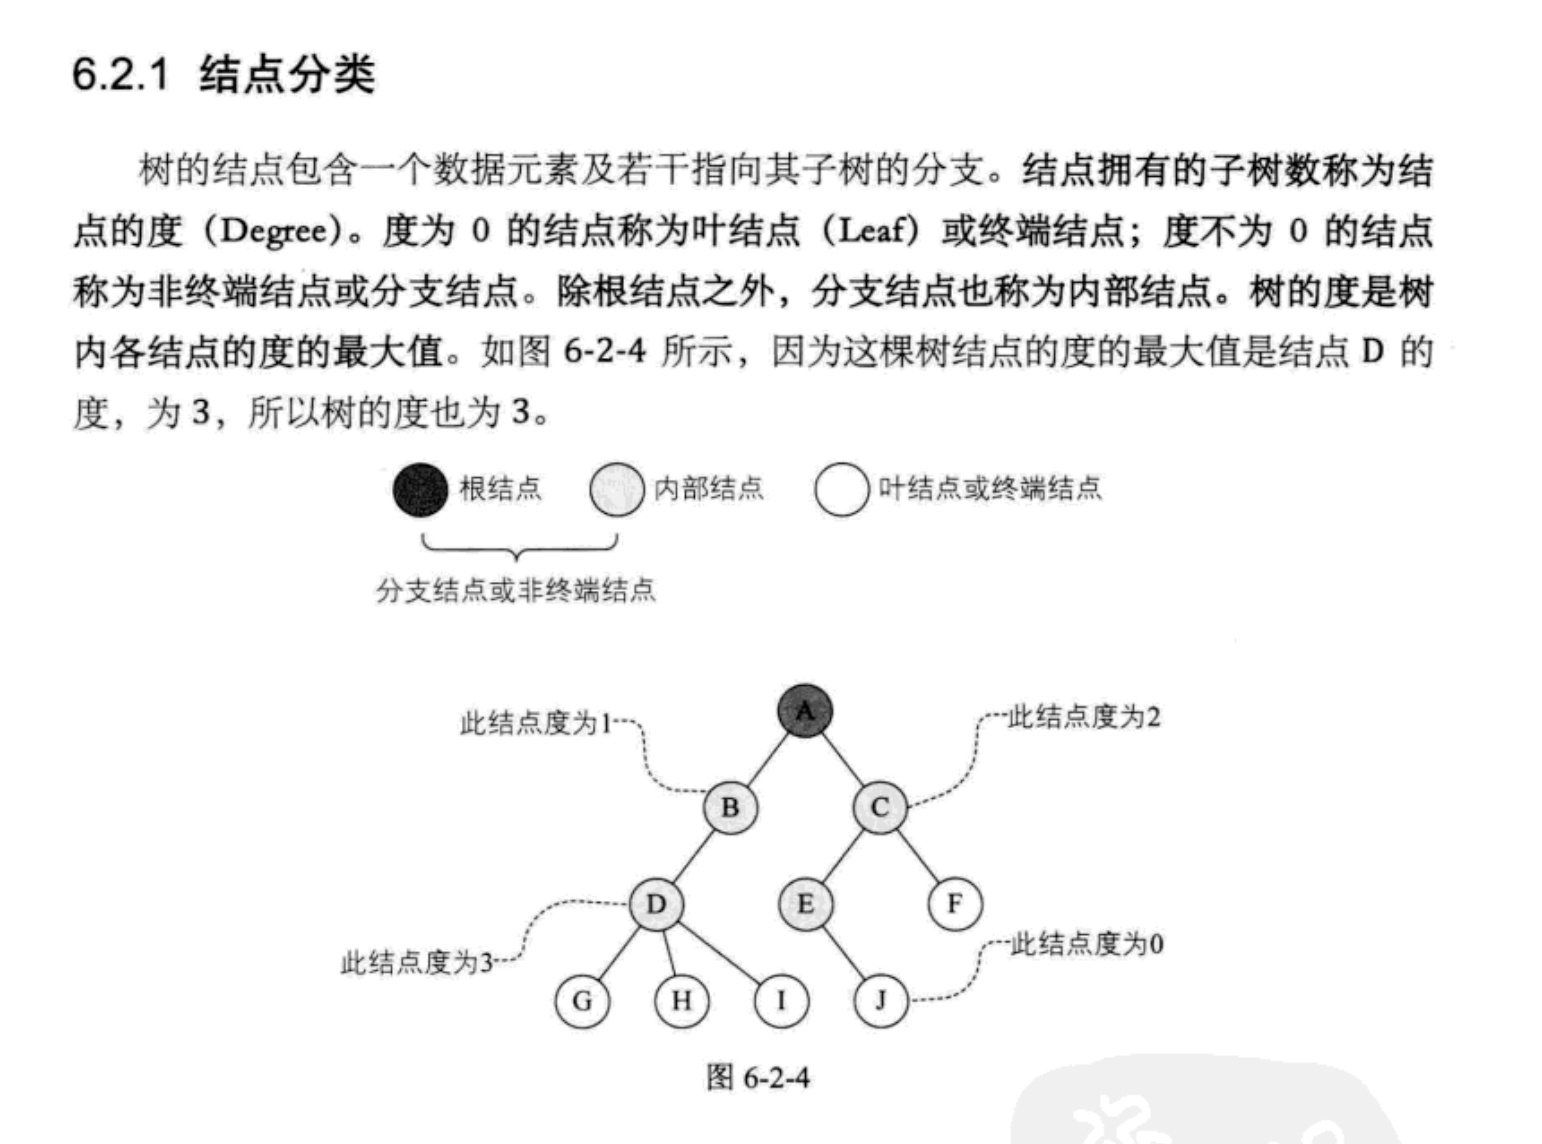 6.2.1 结点分类
树的结点包含一个数据元素及若干指向其子树的分支。结点拥有的子树数称为结
点的度（Degree）。度为 0 的结点称为叶结点（Leaf）或终端结点；度不为 0 的结点
称为非终端结点或分支结点。除根结点之外，分支结点也称为内部结点。树的度是树
内各结点的度的最大值。如图 6-2-4 所示，因为这棵树结点的度的最大值是结点 D 的
度，为 3，所以树的度也为 3。
根结点 内部结点 叶结点或终端结点
分支结点或非终端结点
A
此结点度为1 此结点度为2
B C
D E F
此结点度为3 此结点度为0
G H I J
图 6-2-4